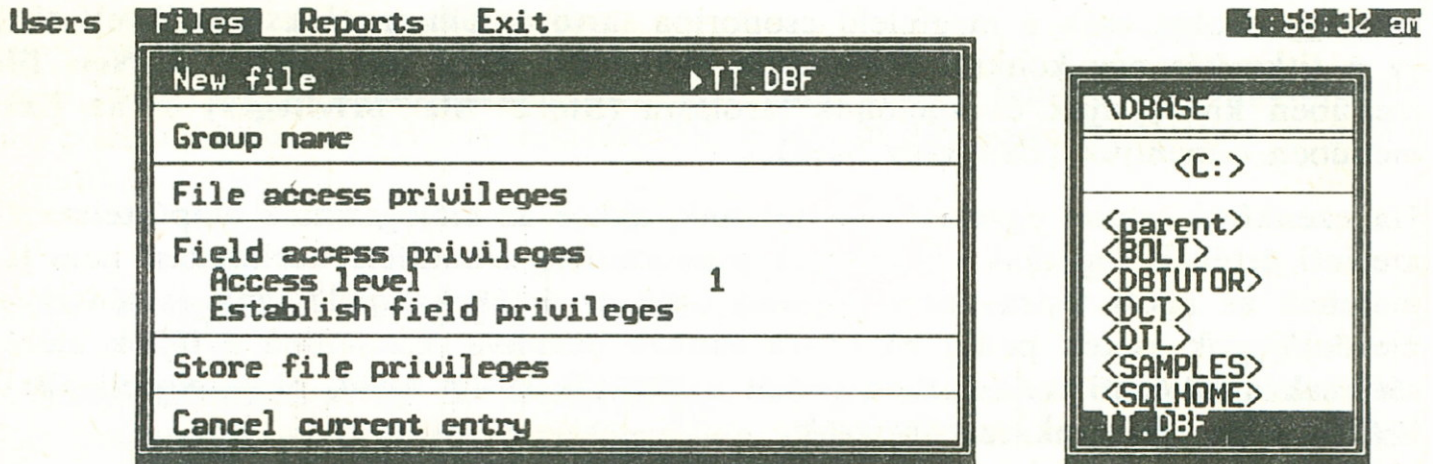 Users Files Reports Exit 1:58:32 am
New file ▶TT.DBF
Group name
File access privileges
Field access privileges
Access level 1
Establish field privileges
Store file privileges
Cancel current entry
\DBASE
<C:>
<parent>
<BOLT>
<DBTUTOR>
<DCT>
<DTL>
<SAMPLES>
<SQLHOME>
TT.DBF